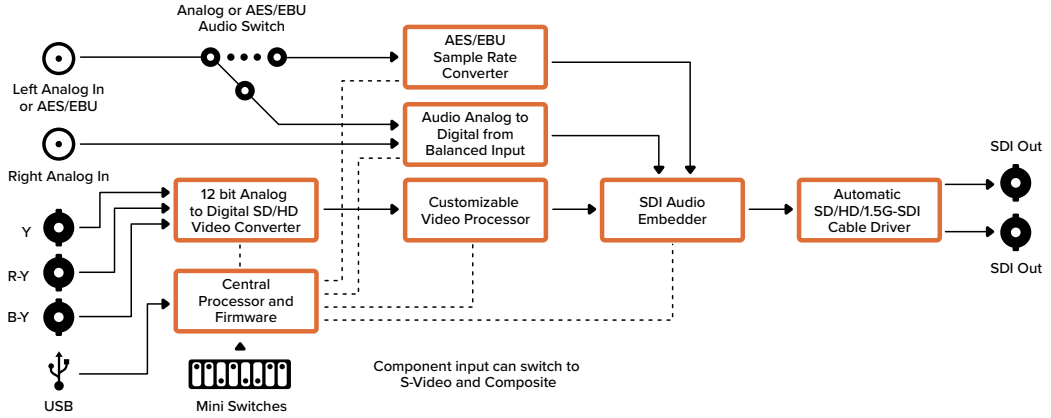 Analog or AES/EBU
Audio Switch
Left Analog In
or AES/EBU
Right Analog In
Y
R-Y
B-Y
USB
AES/EBU
Sample Rate
Converter
Audio Analog to
Digital from
Balanced Input
12 bit Analog
to Digital SD/HD
Video Converter
Customizable
Video Processor
SDI Audio
Embedder
Automatic
SD/HD/1.5G-SDI
Cable Driver
SDI Out
SDI Out
Central
Processor and
Firmware
Mini Switches
Component input can switch to
S-Video and Composite